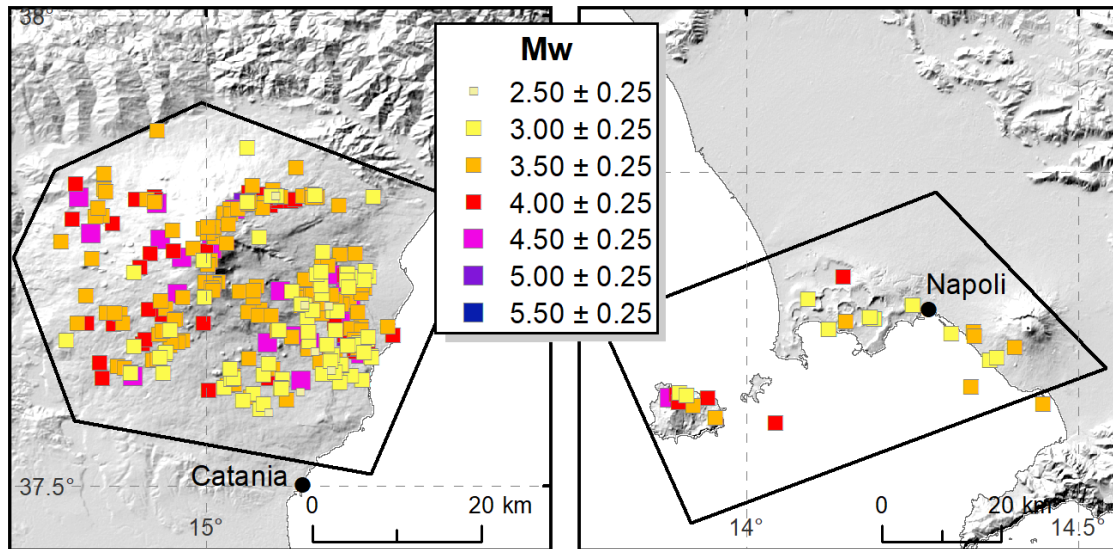 38°
Mw
2.50 ± 0.25
3.00 ± 0.25
3.50 ± 0.25
4.00 ± 0.25
4.50 ± 0.25
5.00 ± 0.25
5.50 ± 0.25
Napoli
Catania
37.5°
0 20 km
15°
0 20 km
14° 14.5°